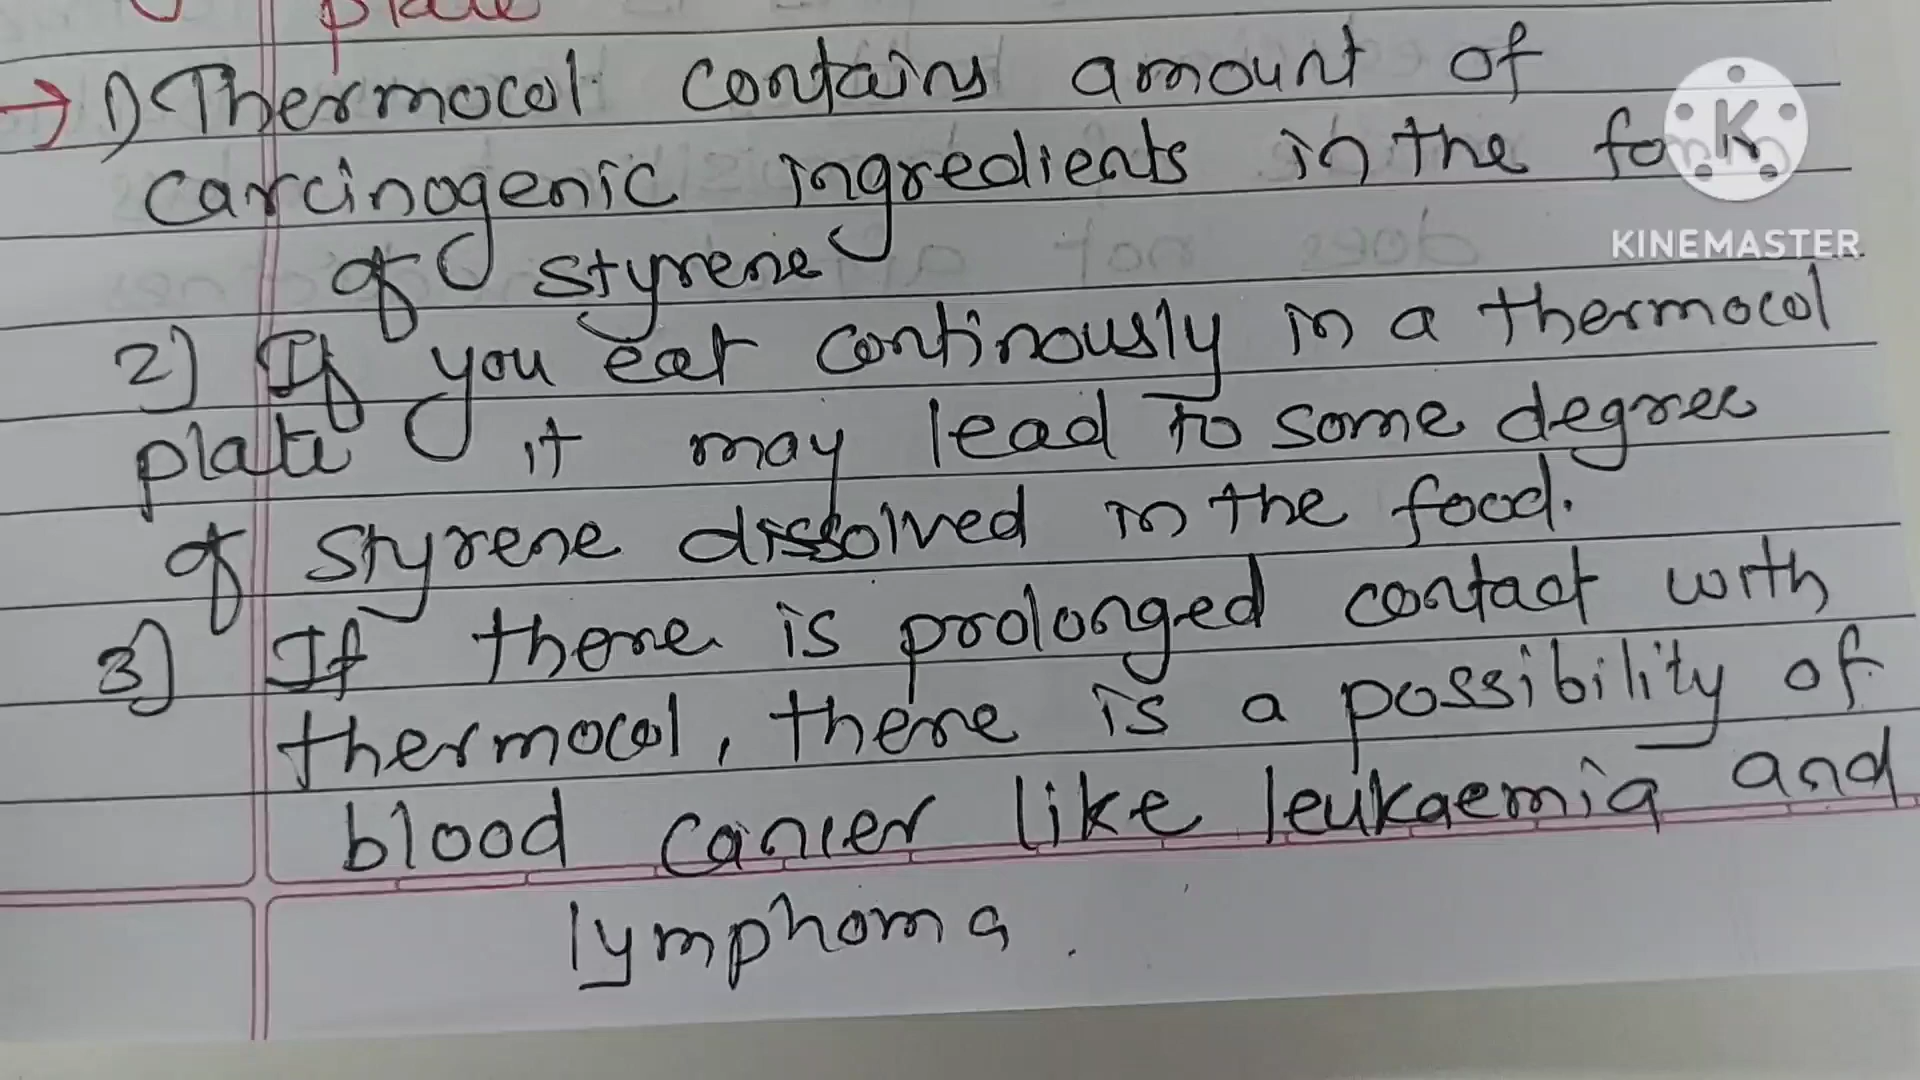 plate
→ 1) Thermocol contains amount of
carcinogenic ingredients in the form
of styrene
2) If you eat continously in a thermocol
plate it may lead to some degree
of styrene dissolved in the food.
3) If there is prolonged contact with
thermocol, there is a possibility of
blood cancer like leukaemia and
lymphoma.
K
KINEMASTER